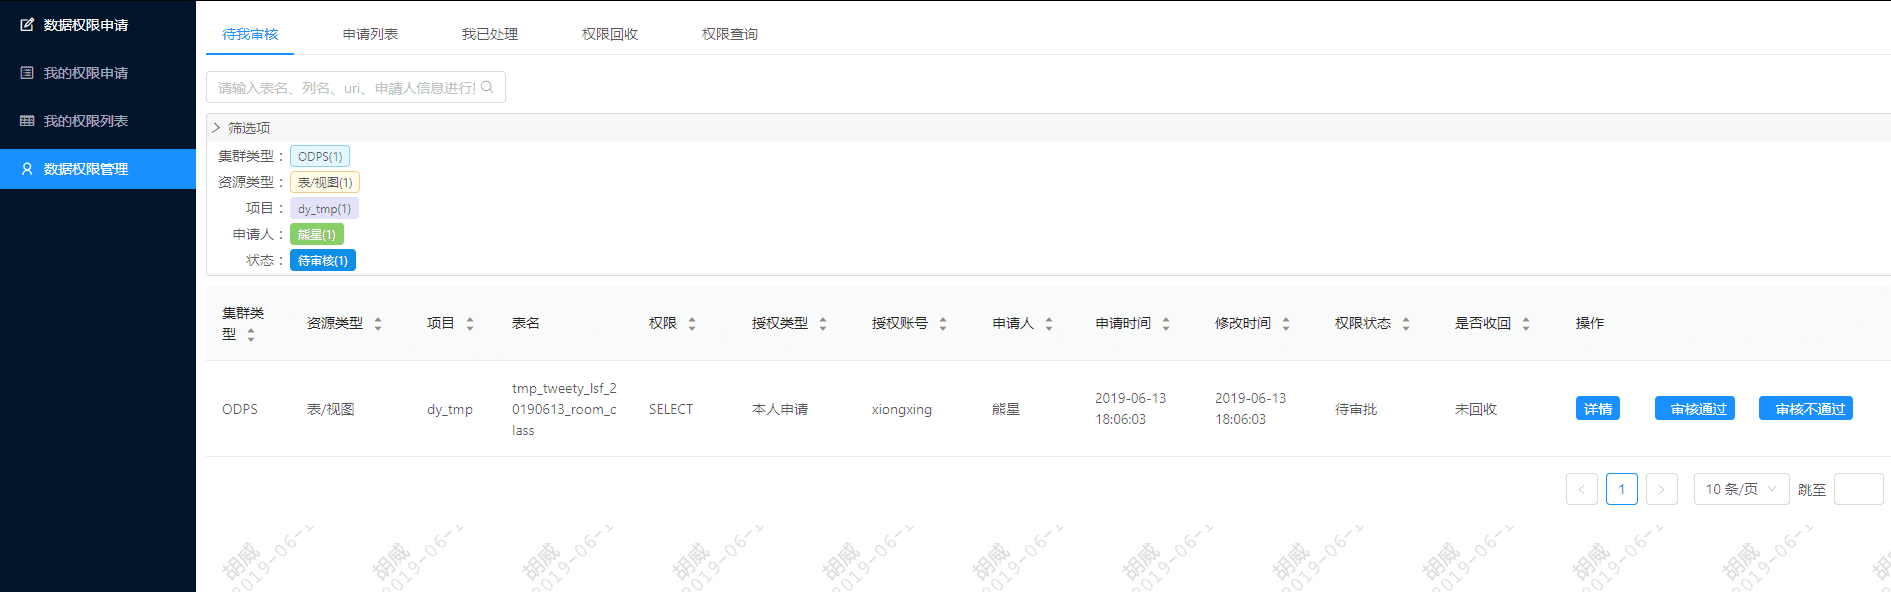 数据权限申请
我的权限申请
我的权限列表
数据权限管理
待我审核 申请列表 我已处理 权限回收 权限查询
请输入表名、列名、uri、申請人信息进行
筛选项
集群类型： ODPS(1)
资源类型： 表/视图(1)
项目： dy_tmp(1)
申请人： 熊星(1)
状态： 待审核(1)
集群类型 资源类型 项目 表名 权限 授权类型 授权账号 申请人 申请时间 修改时间 权限状态 是否收回 操作
ODPS 表/视图 dy_tmp tmp_tweety_lsf_20190613_room_class SELECT 本人申请 xiongxing 熊星 2019-06-13 18:06:03 2019-06-13 18:06:03 待审批 未回收 详情 审核通过 审核不通过
1 10 条/页 跳至
胡威 胡威 胡威 胡威 胡威 胡威 胡威 胡威 胡威 胡威 胡威
2019-06-1 2019-06-1 2019-06-1 2019-06-1 2019-06-1 2019-06-1 2019-06-1 2019-06-1 2019-06-1 2019-06-1 2019-06-1